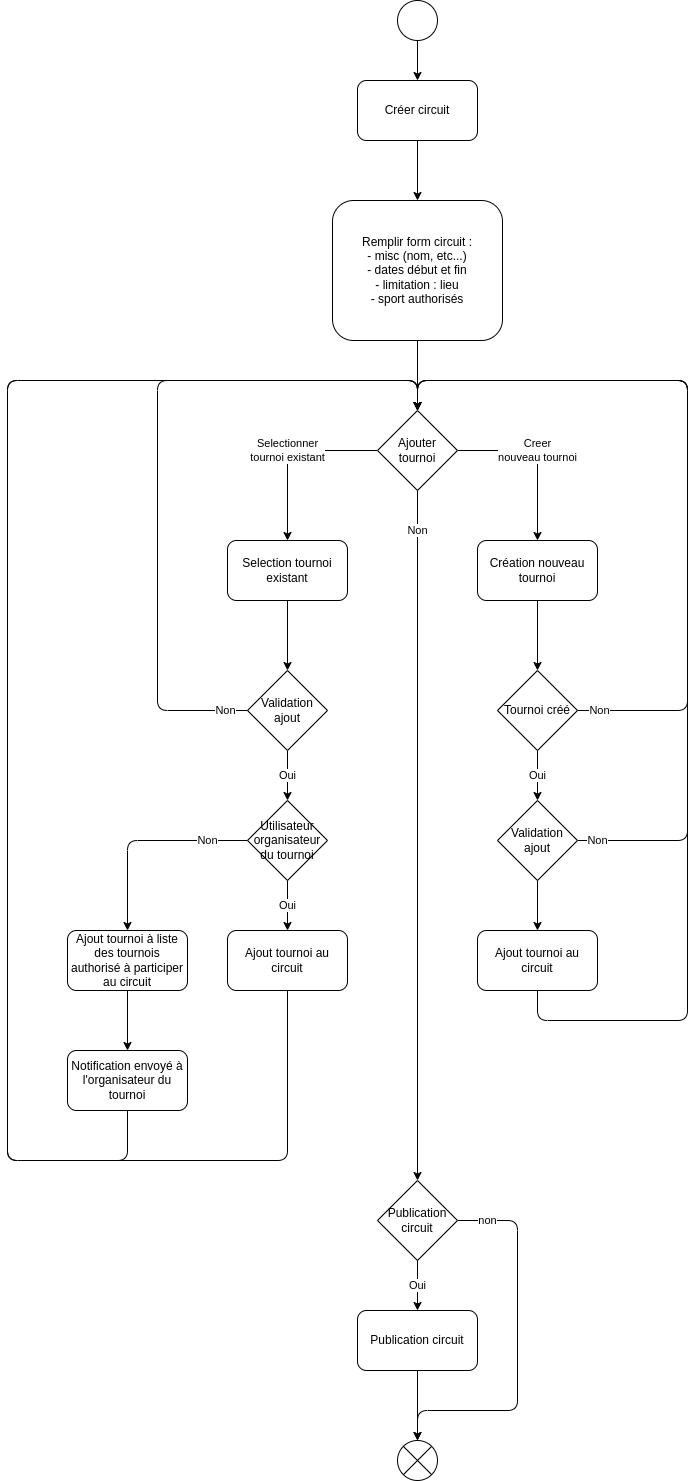 Créer circuit
Remplir form circuit :
- misc (nom, etc...)
- dates début et fin
- limitation : lieu
- sport authorisés
Ajouter
tournoi
Selectionner
tournoi existant
Creer
nouveau tournoi
Non
Selection tournoi
existant
Création nouveau
tournoi
Validation
ajout
Non
Tournoi créé
Non
Oui
Oui
Utilisateur
organisateur
du tournoi
Non
Validation
ajout
Non
Oui
Ajout tournoi à liste
des tournois
authorisé à participer
au circuit
Ajout tournoi au
circuit
Ajout tournoi au
circuit
Notification envoyé à
l'organisateur du
tournoi
Publication
circuit
non
Oui
Publication circuit